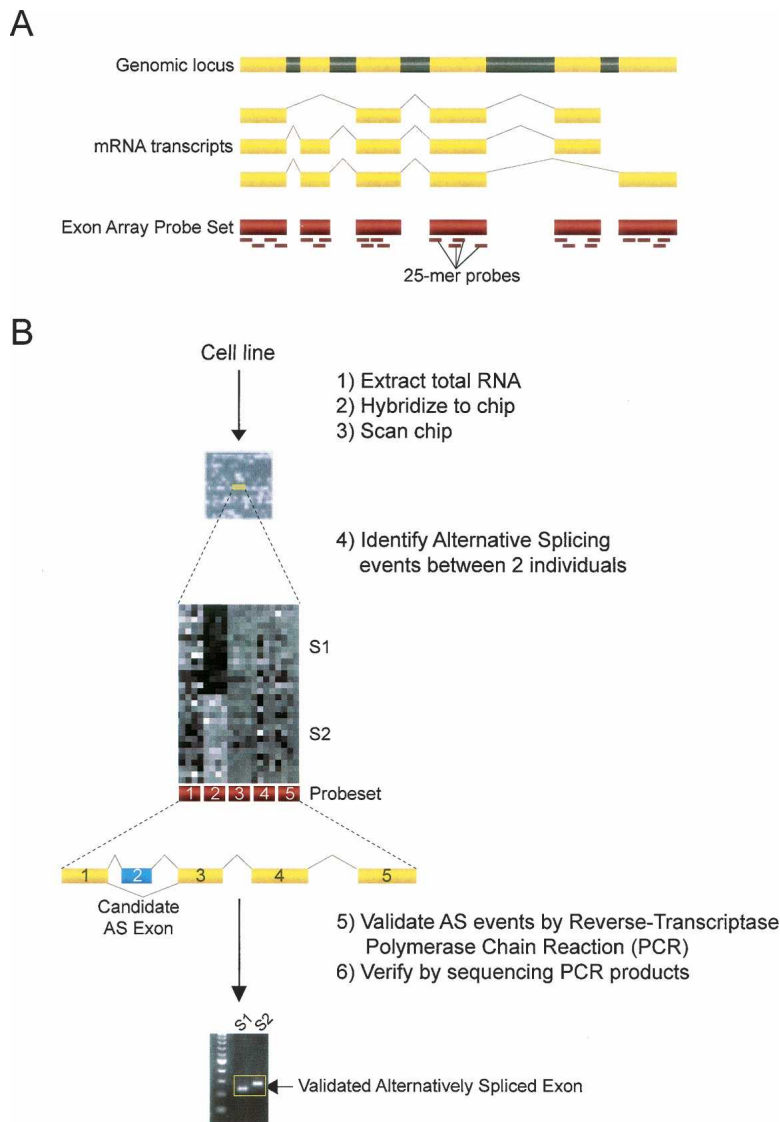 A
Genomic locus
mRNA transcripts
Exon Array Probe Set
25-mer probes
B
Cell line
1) Extract total RNA
2) Hybridize to chip
3) Scan chip
4) Identify Alternative Splicing
events between 2 individuals
S1
S2
1 2 3 4 5 Probeset
1 2 3 4 5
Candidate
AS Exon
5) Validate AS events by Reverse-Transcriptase
Polymerase Chain Reaction (PCR)
6) Verify by sequencing PCR products
S1 S2
Validated Alternatively Spliced Exon